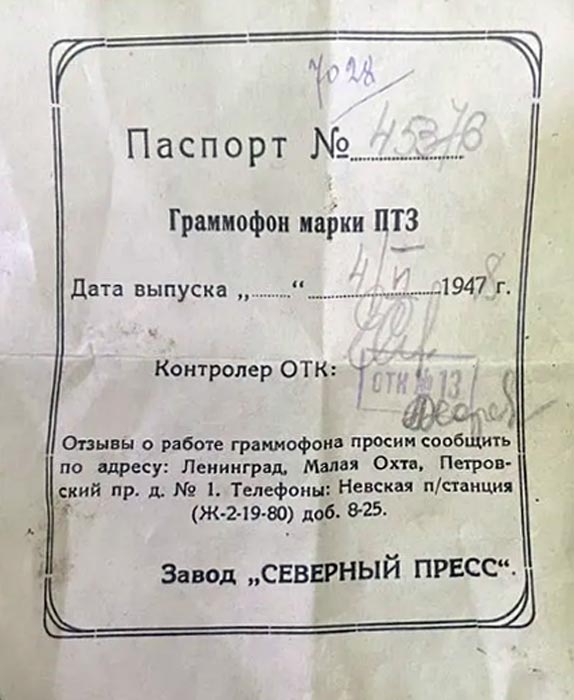 7028
Паспорт № 45376
Граммофон марки ПТЗ
Дата выпуска „........“ 4/II 1948 г.
Контролер ОТК:
ОТК № 13
Отзывы о работе граммофона просим сообщить
по адресу: Ленинград, Малая Охта, Петров-
ский пр. д. № 1. Телефоны: Невская п/станция
(Ж-2-19-80) доб. 8-25.
Завод „СЕВЕРНЫЙ ПРЕСС“.